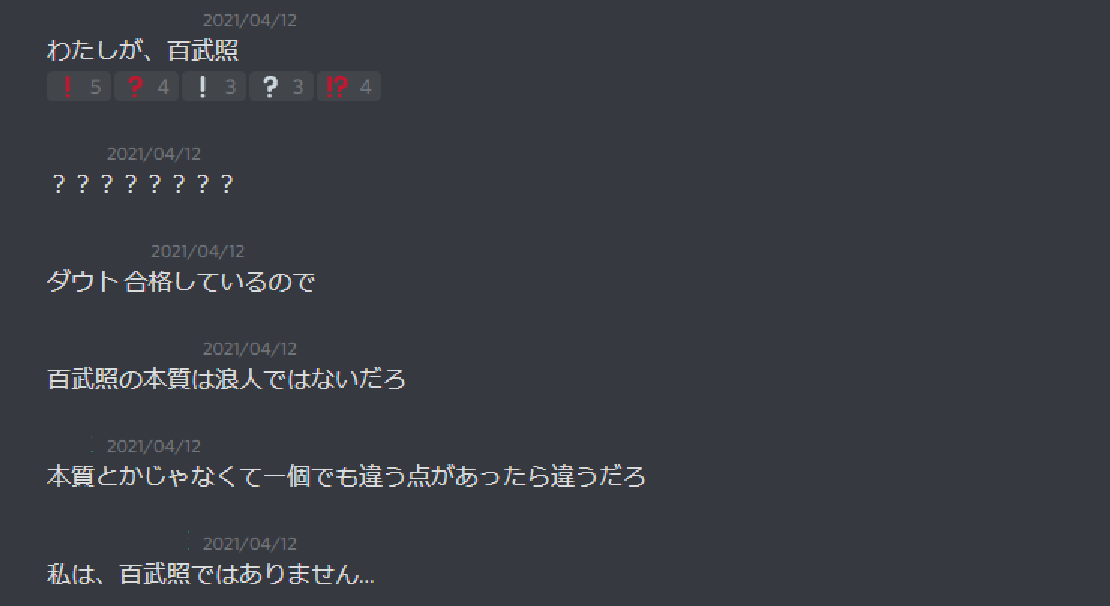 2021/04/12
わたしが、百武照
❗ 5 ❓ 4 ❕ 3 ❔ 3 ⁉ 4
2021/04/12
？？？？？？？？
2021/04/12
ダウト 合格しているので
2021/04/12
百武照の本質は浪人ではないだろ
2021/04/12
本質とかじゃなくて一個でも違う点があったら違うだろ
2021/04/12
私は、百武照ではありません...